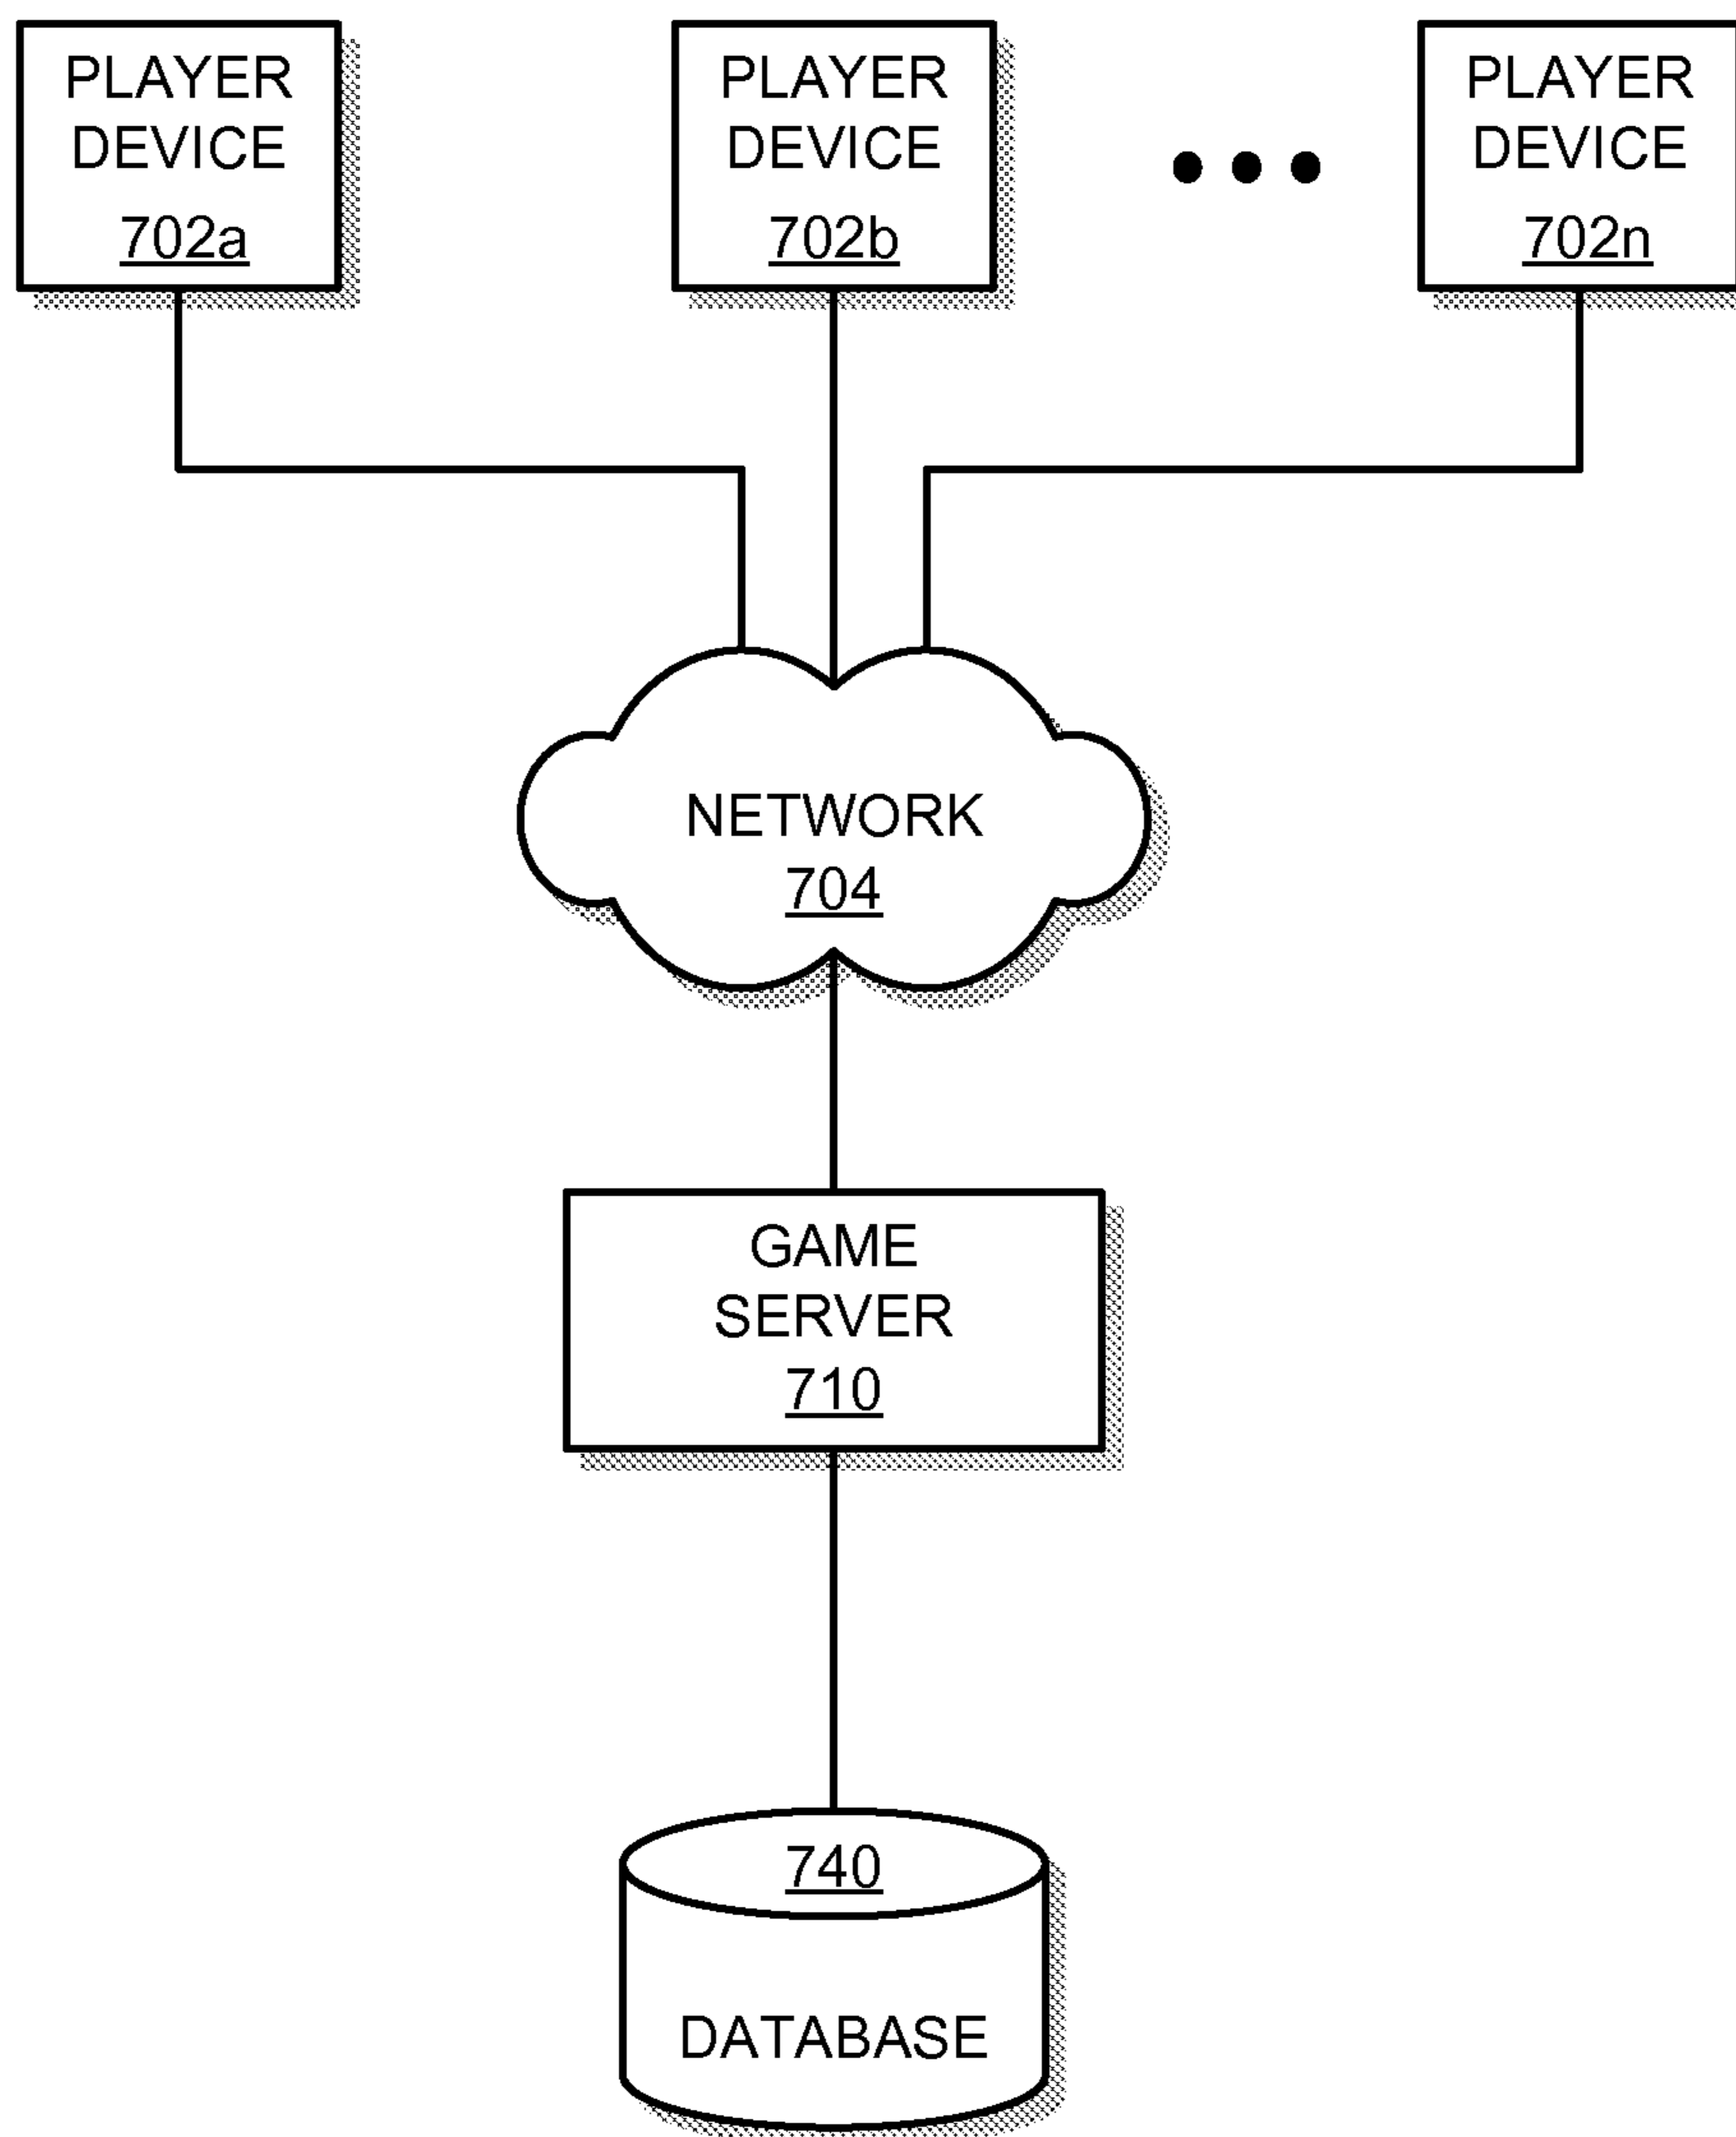 PLAYER
DEVICE
702a
PLAYER
DEVICE
702b
PLAYER
DEVICE
702n
NETWORK
704
GAME
SERVER
710
740
DATABASE